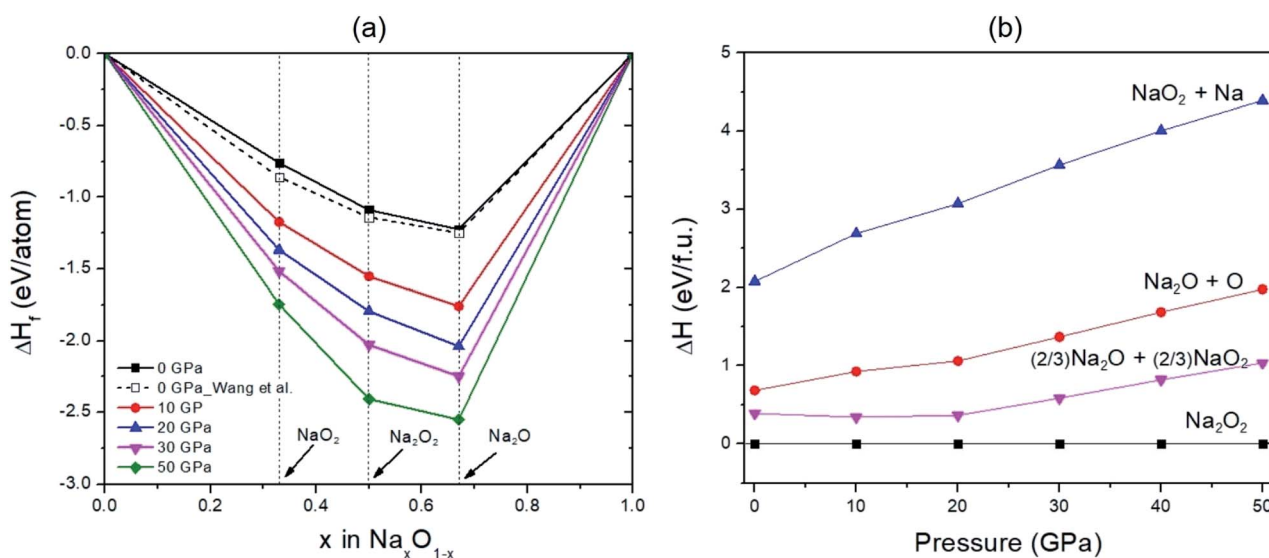 (a)
0.0
-0.5
-1.0
-1.5
-2.0
-2.5
-3.0
ΔH_f (eV/atom)
0 GPa
0 GPa_Wang et al.
10 GP
20 GPa
30 GPa
50 GPa
NaO₂
Na₂O₂
Na₂O
0.0 0.2 0.4 0.6 0.8 1.0
x in NaₓO₁₋ₓ
(b)
5
4
3
2
1
0
ΔH (eV/f.u.)
NaO₂ + Na
Na₂O + O
(2/3)Na₂O + (2/3)NaO₂
Na₂O₂
0 10 20 30 40 50
Pressure (GPa)